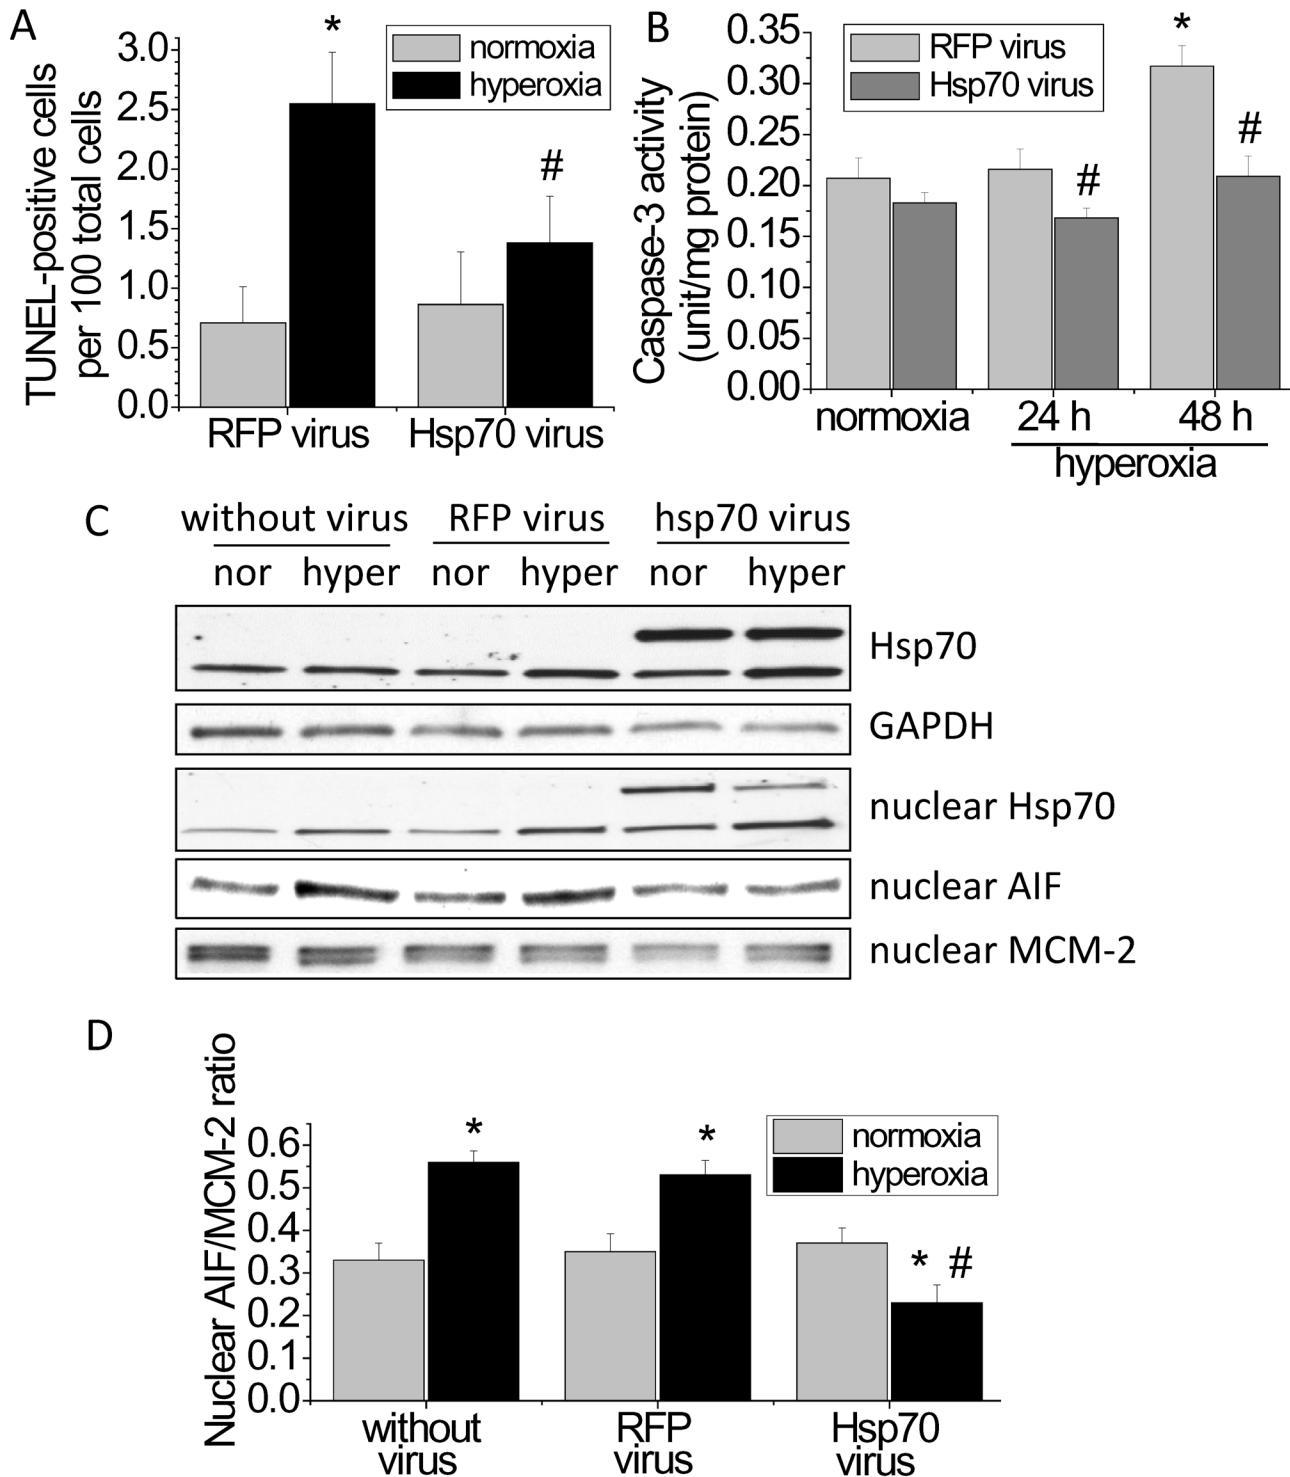 A
TUNEL-positive cells
per 100 total cells
3.0
2.5
2.0
1.5
1.0
0.5
0.0
*
#
normoxia
hyperoxia
RFP virus
Hsp70 virus
B
Caspase-3 activity
(unit/mg protein)
0.35
0.30
0.25
0.20
0.15
0.10
0.05
0.00
RFP virus
Hsp70 virus
#
*
#
normoxia
24 h
48 h
hyperoxia
C
without virus
RFP virus
hsp70 virus
nor hyper nor hyper nor hyper
Hsp70
GAPDH
nuclear Hsp70
nuclear AIF
nuclear MCM-2
D
Nuclear AIF/MCM-2 ratio
0.6
0.5
0.4
0.3
0.2
0.1
0.0
*
*
* #
normoxia
hyperoxia
without
virus
RFP
virus
Hsp70
virus